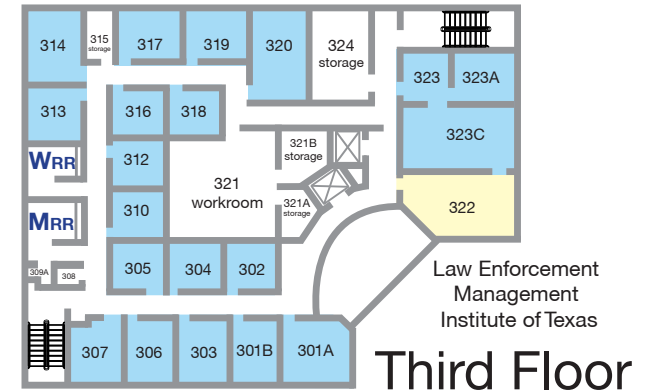 314
315
storage
317
319
320
324
storage
323
323A
313
316
318
323C
WRR
312
321B
storage
321
workroom
310
321A
storage
322
MRR
309A
308
305
304
302
Law Enforcement
Management
Institute of Texas
307
306
303
301B
301A
Third Floor